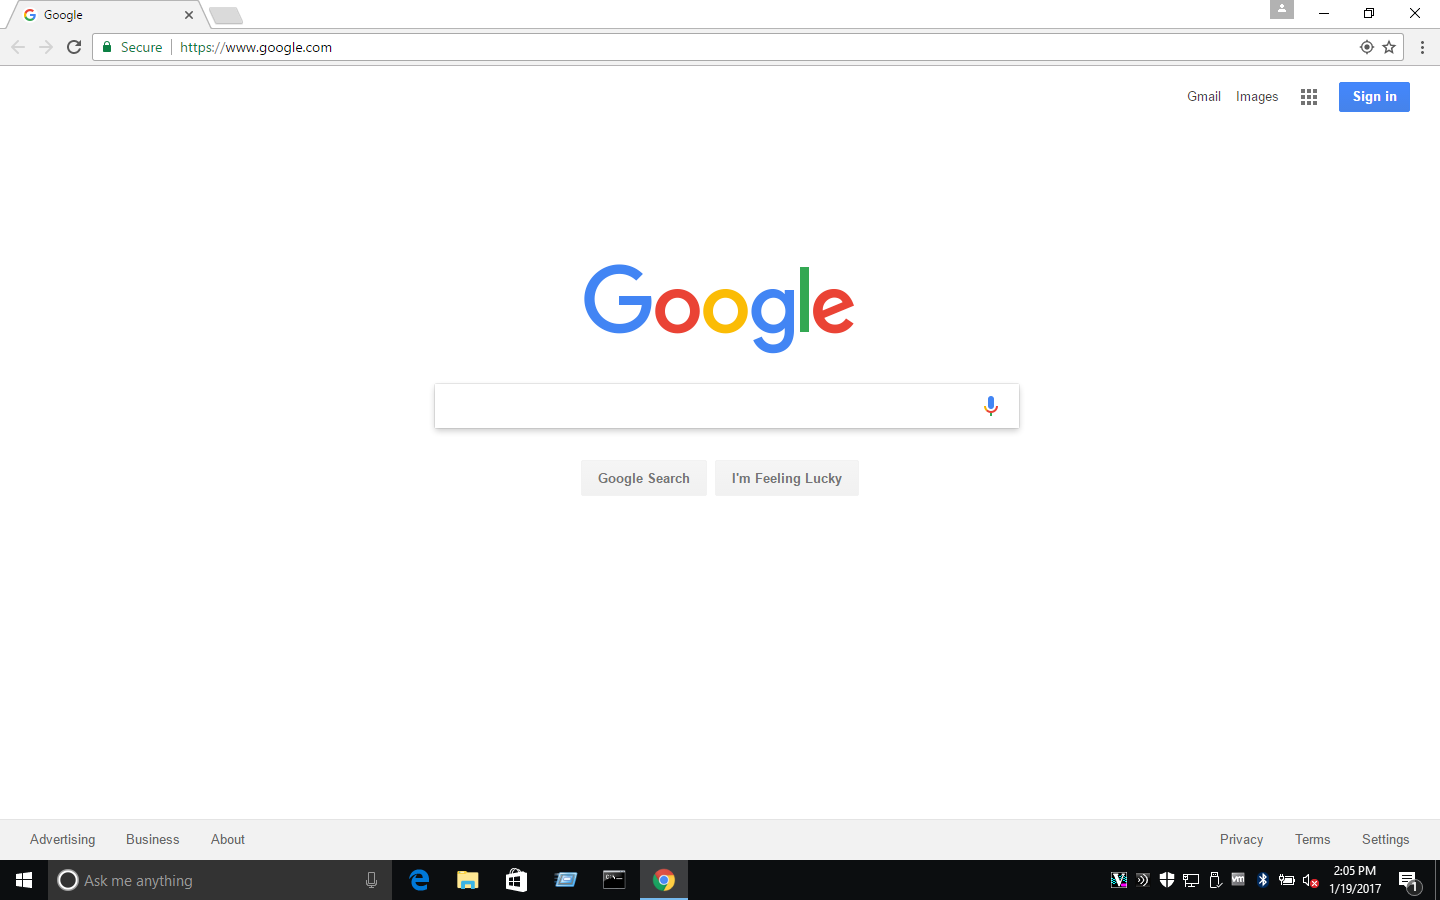 Google
Secure https://www.google.com
Gmail Images Sign in
Google
Google Search I'm Feeling Lucky
Advertising Business About Privacy Terms Settings
Ask me anything
2:05 PM
1/19/2017
1